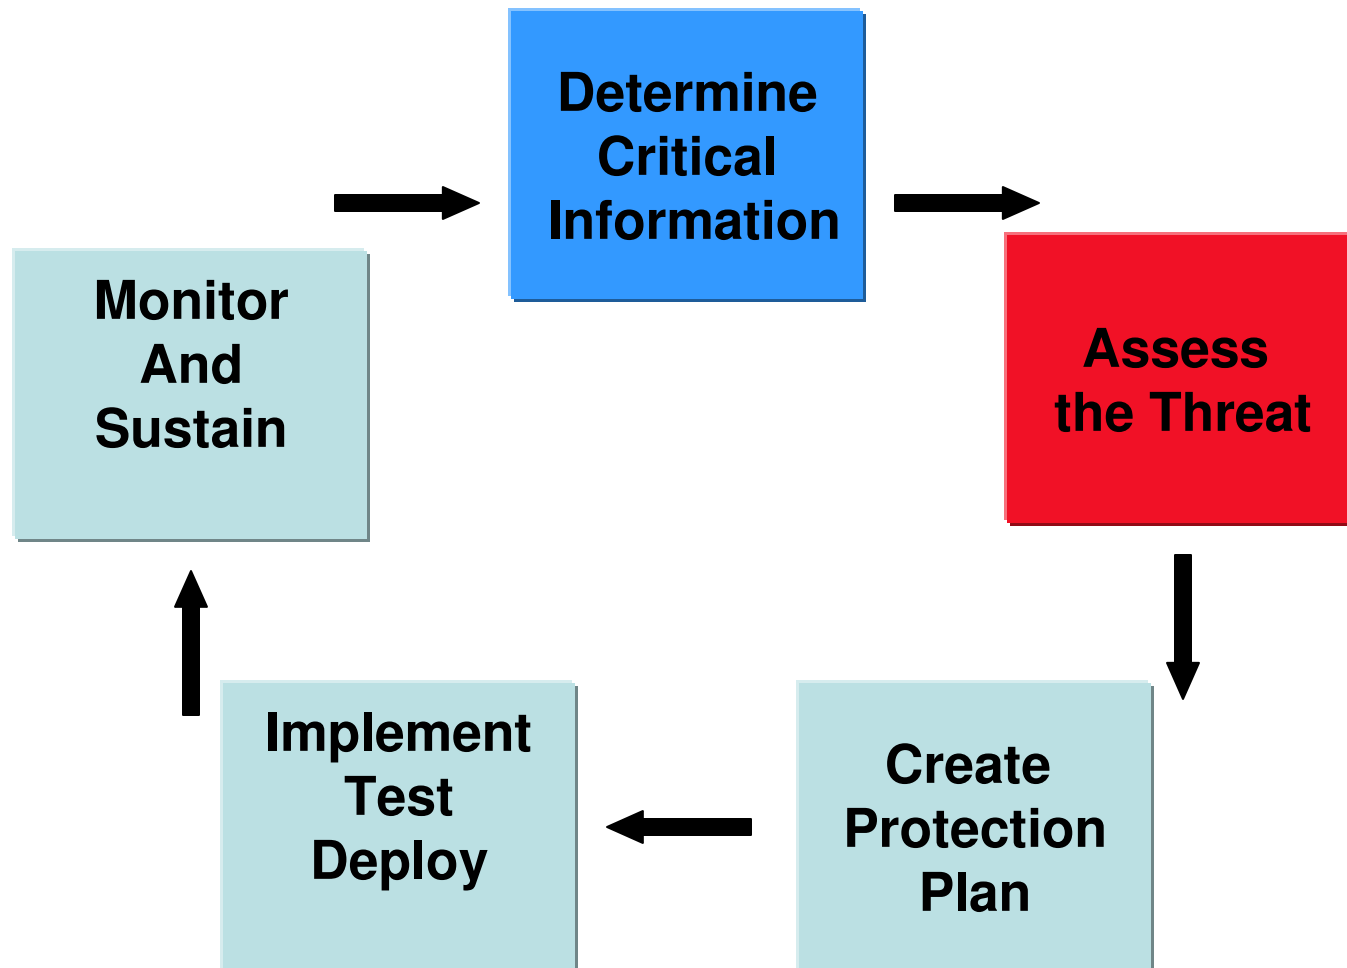 Determine
Critical
Information
Assess
the Threat
Create
Protection
Plan
Implement
Test
Deploy
Monitor
And
Sustain